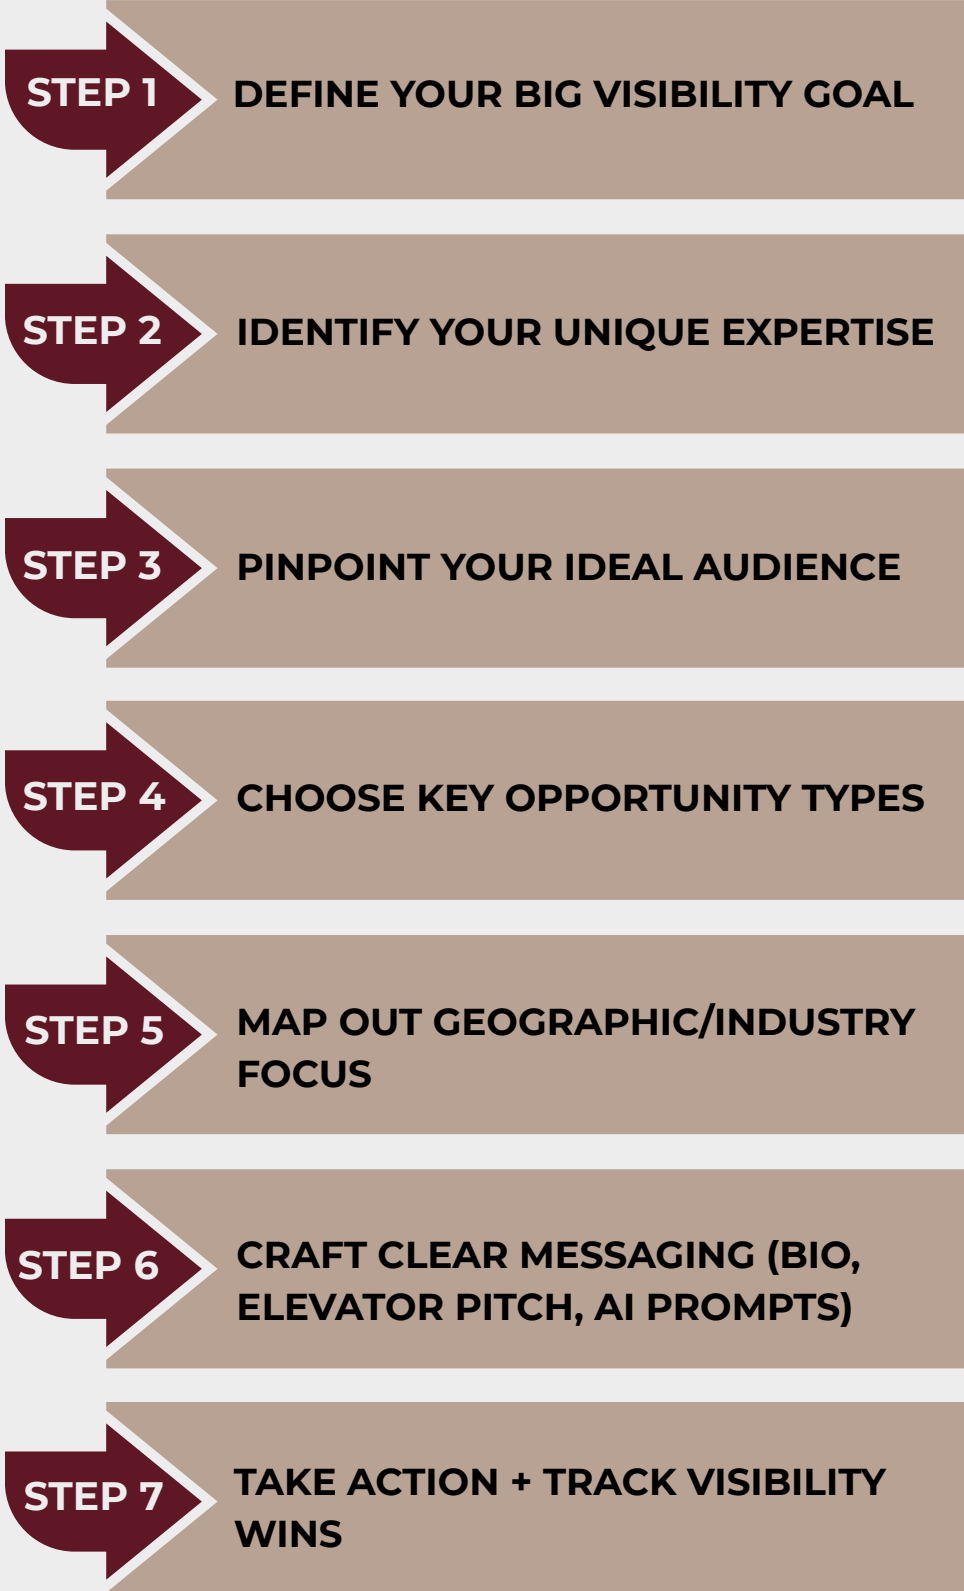 STEP 1
DEFINE YOUR BIG VISIBILITY GOAL
STEP 2
IDENTIFY YOUR UNIQUE EXPERTISE
STEP 3
PINPOINT YOUR IDEAL AUDIENCE
STEP 4
CHOOSE KEY OPPORTUNITY TYPES
STEP 5
MAP OUT GEOGRAPHIC/INDUSTRY
FOCUS
STEP 6
CRAFT CLEAR MESSAGING (BIO,
ELEVATOR PITCH, AI PROMPTS)
STEP 7
TAKE ACTION + TRACK VISIBILITY
WINS